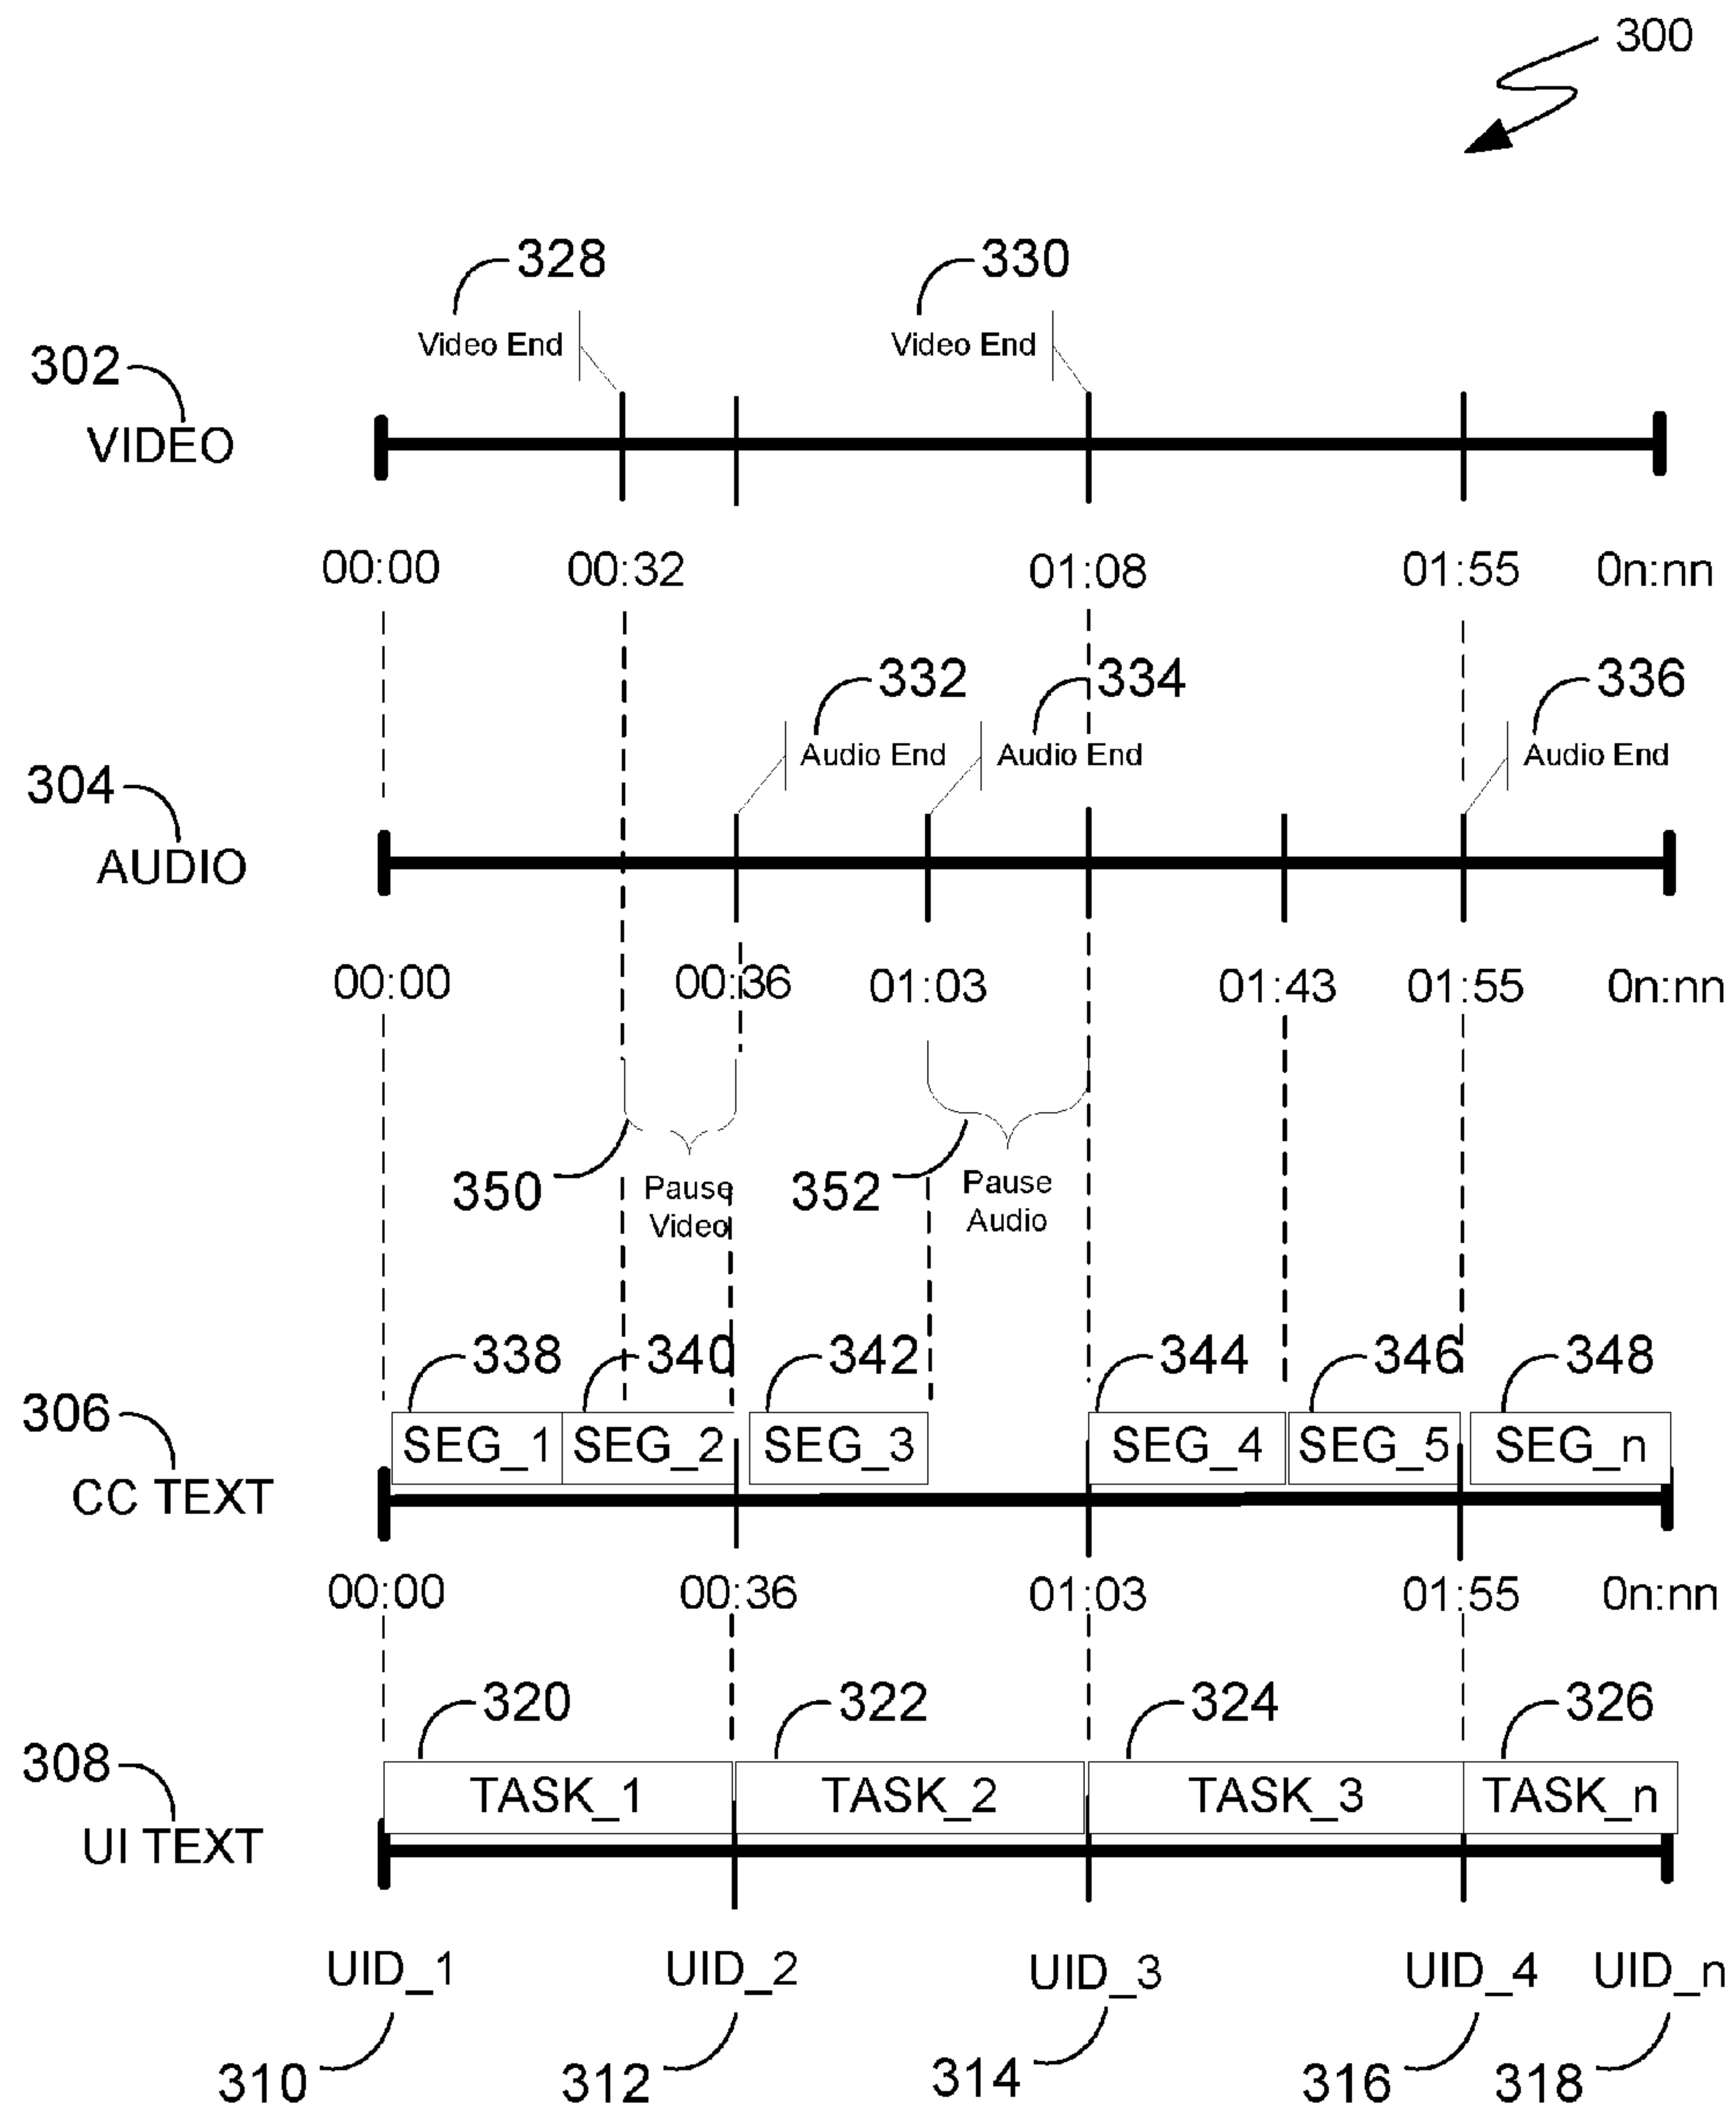 300
328 330
Video End Video End
302
VIDEO
00:00 00:32 01:08 01:55 0n:nn
332 334 336
Audio End Audio End Audio End
304
AUDIO
00:00 00:36 01:03 01:43 01:55 0n:nn
350 Pause Video 352 Pause Audio
338 340 342 344 346 348
306
SEG_1 SEG_2 SEG_3 SEG_4 SEG_5 SEG_n
CC TEXT
00:00 00:36 01:03 01:55 0n:nn
320 322 324 326
308
TASK_1 TASK_2 TASK_3 TASK_n
UI TEXT
UID_1 UID_2 UID_3 UID_4 UID_n
310 312 314 316 318